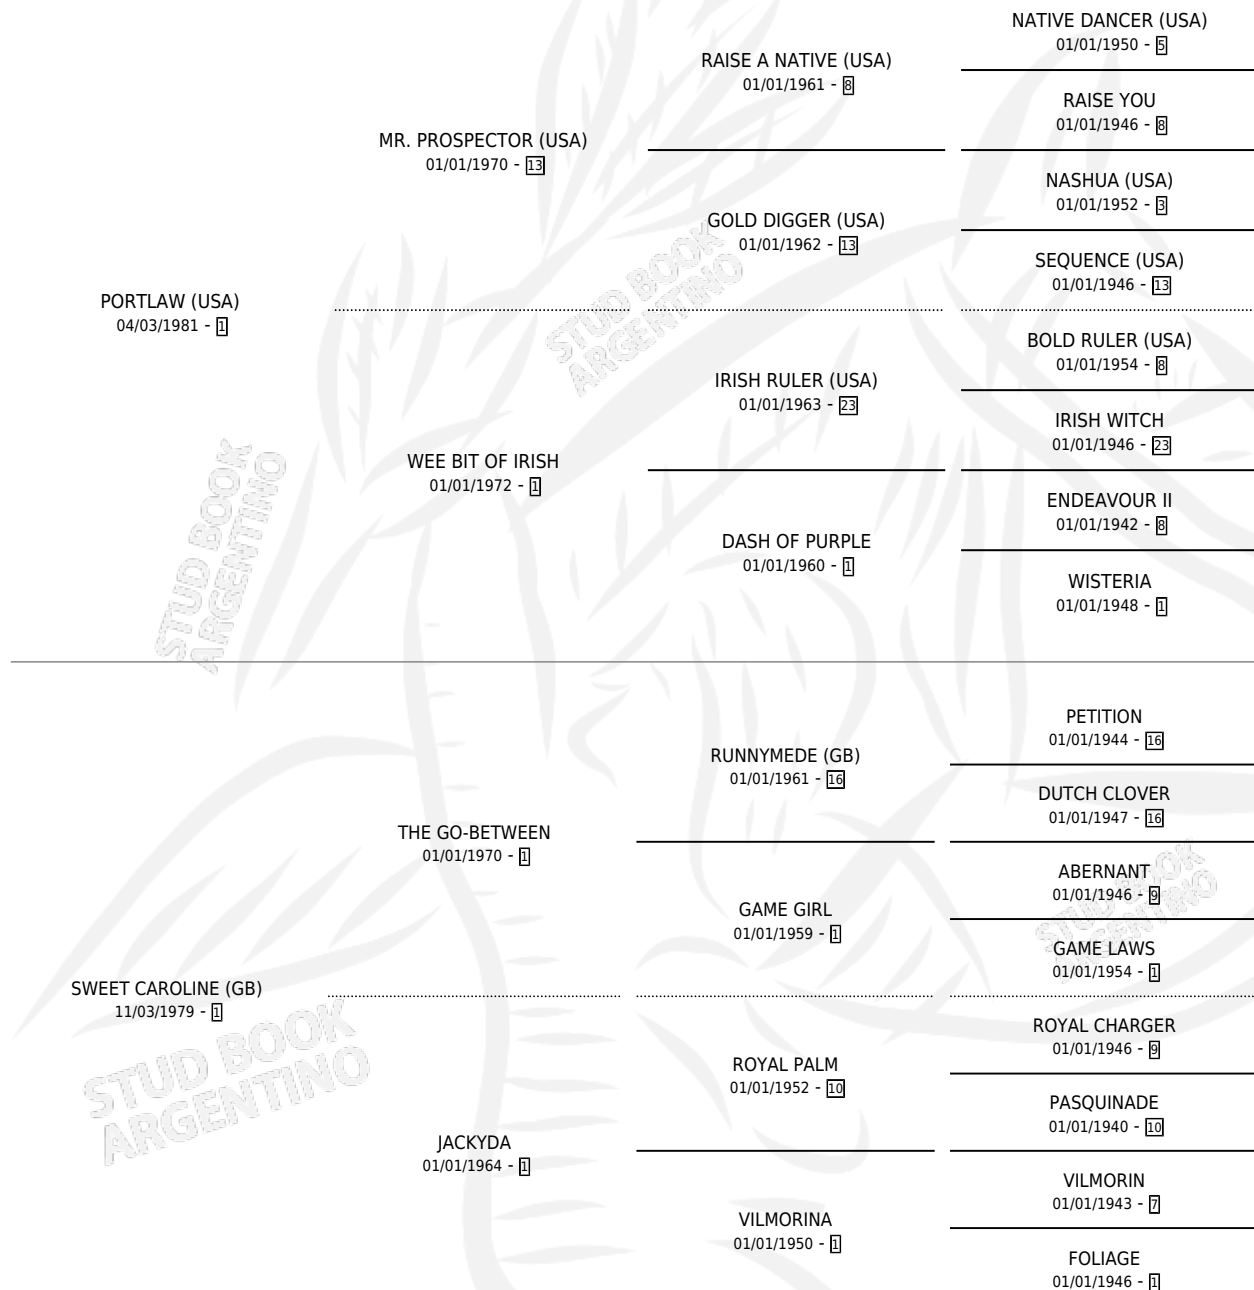 NATIVE DANCER (USA)
01/01/1950 - 5
RAISE A NATIVE (USA)
01/01/1961 - 8
RAISE YOU
01/01/1946 - 8
MR. PROSPECTOR (USA)
01/01/1970 - 13
NASHUA (USA)
01/01/1952 - 3
GOLD DIGGER (USA)
01/01/1962 - 13
SEQUENCE (USA)
01/01/1946 - 13
PORTLAW (USA)
04/03/1981 - 1
BOLD RULER (USA)
01/01/1954 - 8
IRISH RULER (USA)
01/01/1963 - 23
IRISH WITCH
01/01/1946 - 23
WEE BIT OF IRISH
01/01/1972 - 1
ENDEAVOUR II
01/01/1942 - 8
DASH OF PURPLE
01/01/1960 - 1
WISTERIA
01/01/1948 - 1
PETITION
01/01/1944 - 16
RUNNYMEDE (GB)
01/01/1961 - 16
DUTCH CLOVER
01/01/1947 - 16
THE GO-BETWEEN
01/01/1970 - 1
ABERNANT
01/01/1946 - 9
GAME GIRL
01/01/1959 - 1
GAME LAWS
01/01/1954 - 1
SWEET CAROLINE (GB)
11/03/1979 - 1
ROYAL CHARGER
01/01/1946 - 9
ROYAL PALM
01/01/1952 - 10
PASQUINADE
01/01/1940 - 10
JACKYDA
01/01/1964 - 1
VILMORIN
01/01/1943 - 7
VILMORINA
01/01/1950 - 1
FOLIAGE
01/01/1946 - 1
STUD BOOK
ARGENTINO
STUD BOOK
ARGENTINO
STUD BOOK
ARGENTINO
STUD BOOK
ARGENTINO